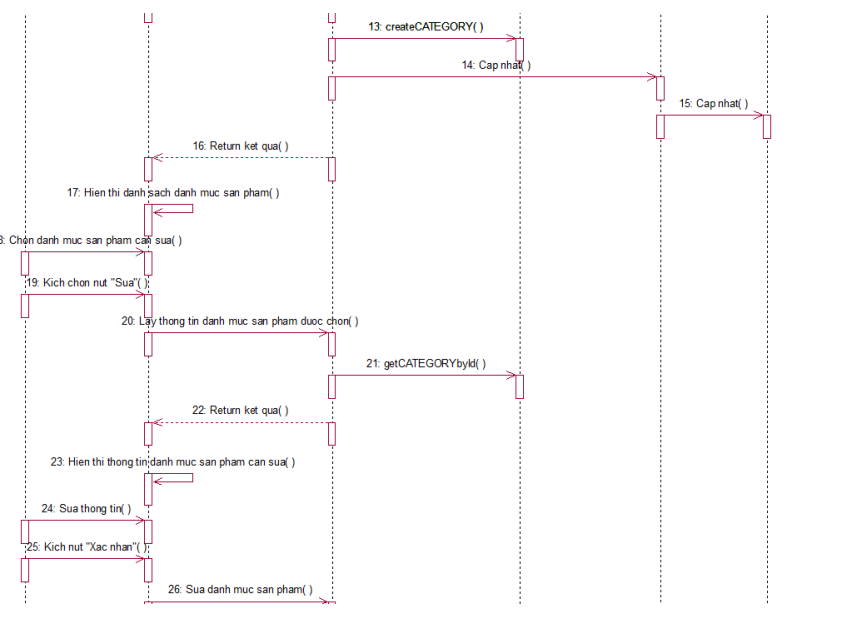 13: createCATEGORY( )
14: Cap nhat( )
15: Cap nhat( )
16: Return ket qua( )
17: Hien thi danh sach danh muc san pham( )
: Chon danh muc san pham can sua( )
19: Kich chon nut "Sua"( )
20: Lay thong tin danh muc san pham duoc chon( )
21: getCATEGORYbyId( )
22: Return ket qua( )
23: Hien thi thong tin danh muc san pham can sua( )
24: Sua thong tin( )
25: Kich nut "Xac nhan"( )
26: Sua danh muc san pham( )